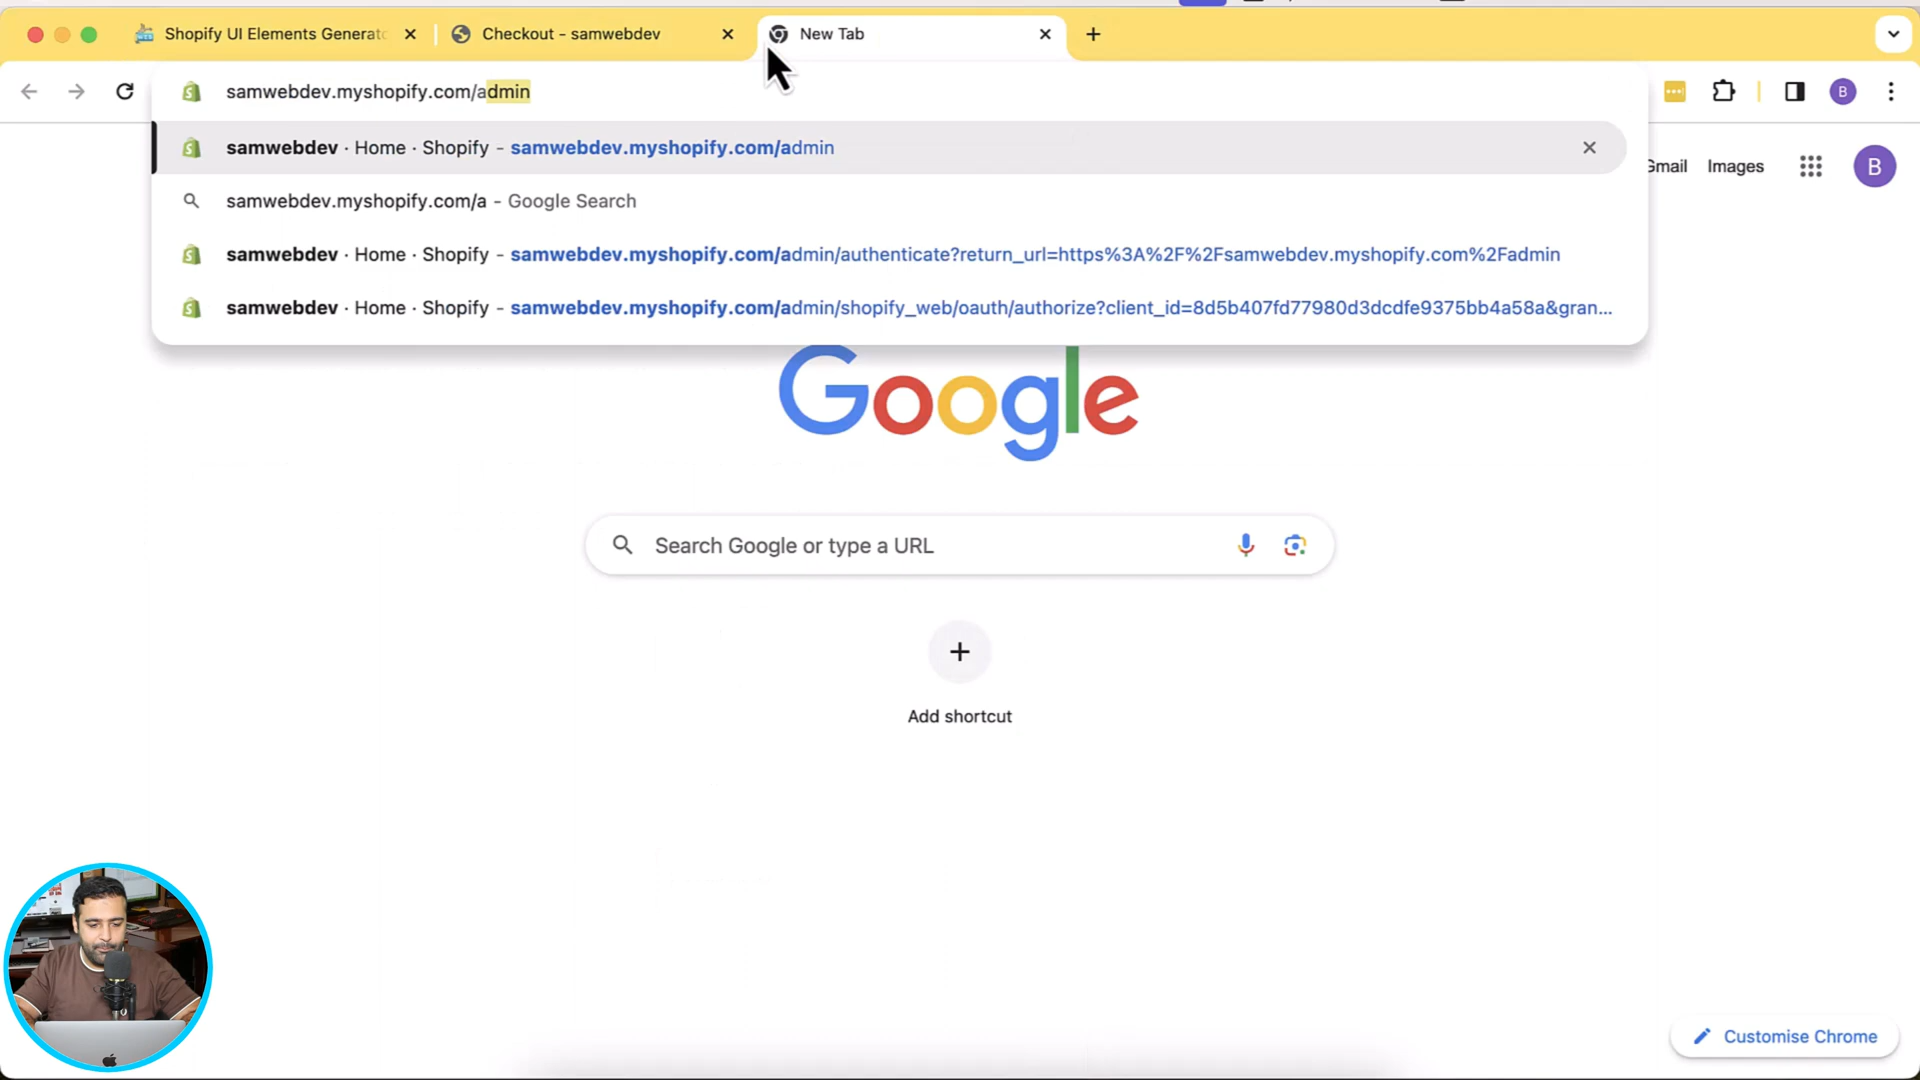 Shopify UI Elements Generat
Checkout - samwebdev
New Tab
samwebdev.myshopify.com/admin
samwebdev · Home · Shopify - samwebdev.myshopify.com/admin
samwebdev.myshopify.com/a - Google Search
samwebdev · Home · Shopify - samwebdev.myshopify.com/admin/authenticate?return_url=https%3A%2F%2Fsamwebdev.myshopify.com%2Fadmin
samwebdev · Home · Shopify - samwebdev.myshopify.com/admin/shopify_web/oauth/authorize?client_id=8d5b407fd77980d3dcdfe9375bb4a58a&gran...
B
Gmail
Images
B
Google
Search Google or type a URL
Add shortcut
Customise Chrome